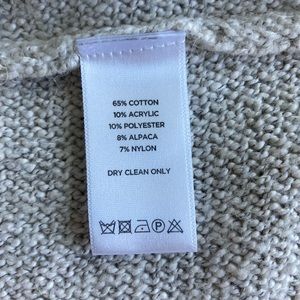 65% COTTON
10% ACRYLIC
10% POLYESTER
8% ALPACA
7% NYLON
DRY CLEAN ONLY